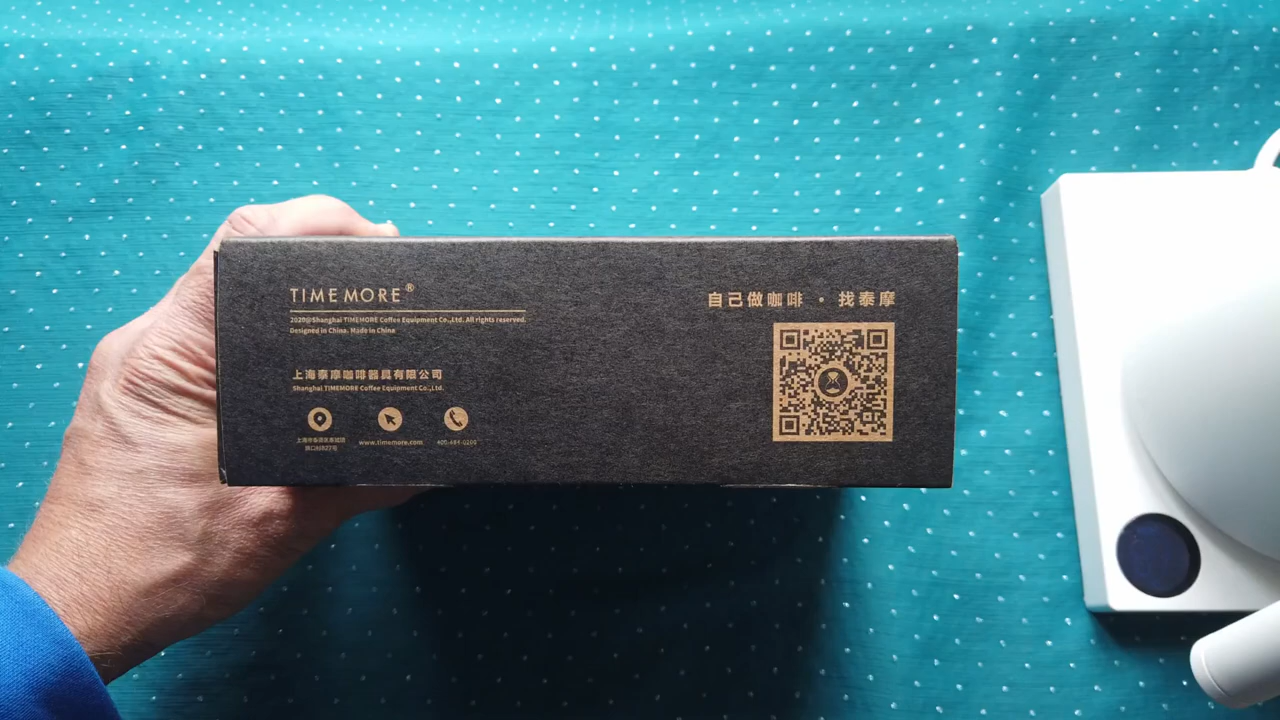 TIMEMORE®
2020@Shanghai TIMEMORE Coffee Equipment Co.,Ltd. All rights reserved.
Designed in China. Made in China
上海泰摩咖啡器具有限公司
Shanghai TIMEMORE Coffee Equipment Co.,Ltd.
www.timemore.com
自己做咖啡 · 找泰摩